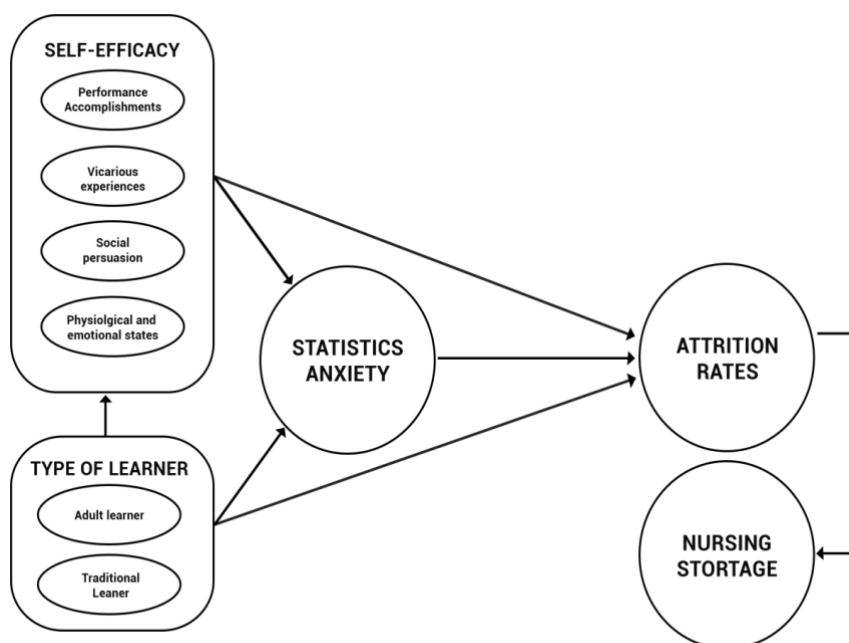 SELF-EFFICACY
Performance
Accomplishments
Vicarious
experiences
Social
persuasion
Physiolgical and
emotional states
TYPE OF LEARNER
Adult learner
Traditional
Leaner
STATISTICS
ANXIETY
ATTRITION
RATES
NURSING
STORTAGE